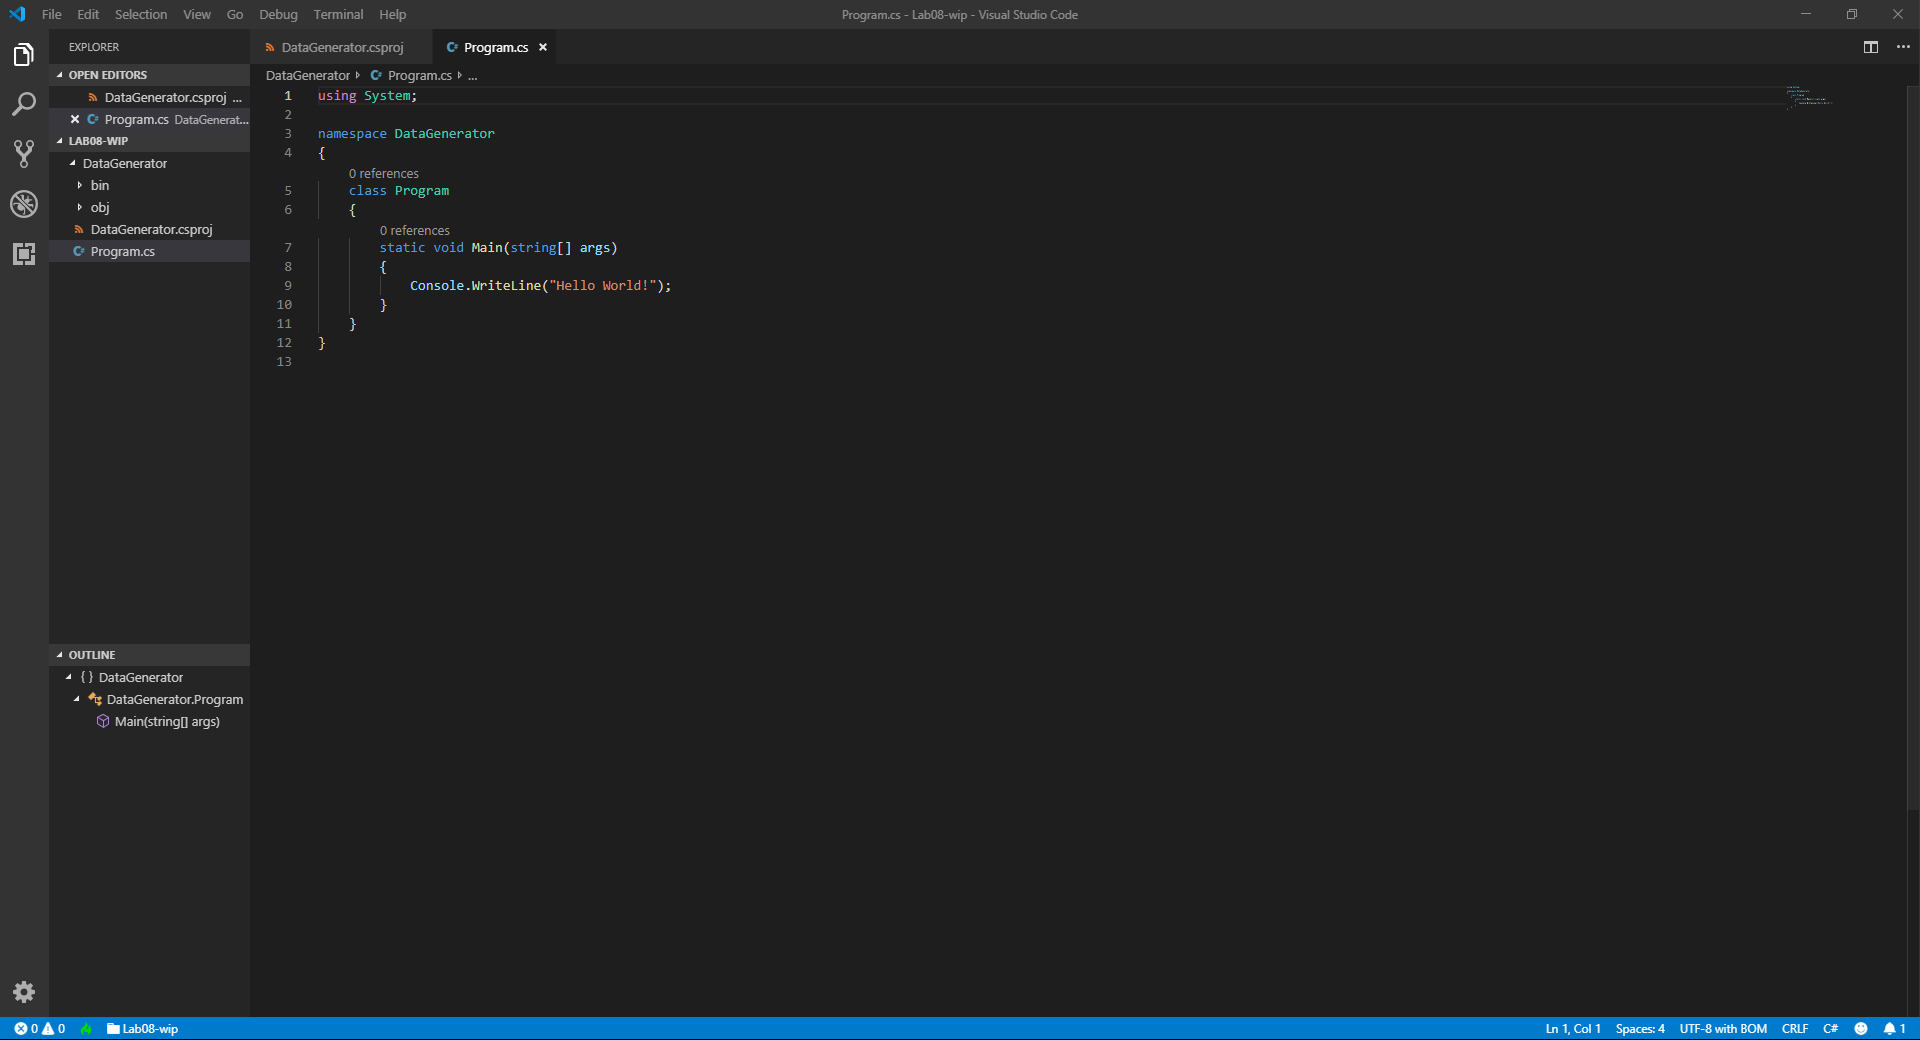 File Edit Selection View Go Debug Terminal Help
Program.cs - Lab08-wip - Visual Studio Code
EXPLORER
OPEN EDITORS
DataGenerator.csproj ...
Program.cs DataGenerat...
LAB08-WIP
DataGenerator
bin
obj
DataGenerator.csproj
Program.cs
OUTLINE
{ } DataGenerator
DataGenerator.Program
Main(string[] args)
DataGenerator.csproj
C# Program.cs
DataGenerator C# Program.cs ...
1 using System;
2
3 namespace DataGenerator
4 {
0 references
5 class Program
6 {
0 references
7 static void Main(string[] args)
8 {
9 Console.WriteLine("Hello World!");
10 }
11 }
12 }
13
0 0 Lab08-wip
Ln 1, Col 1 Spaces: 4 UTF-8 with BOM CRLF C# 1